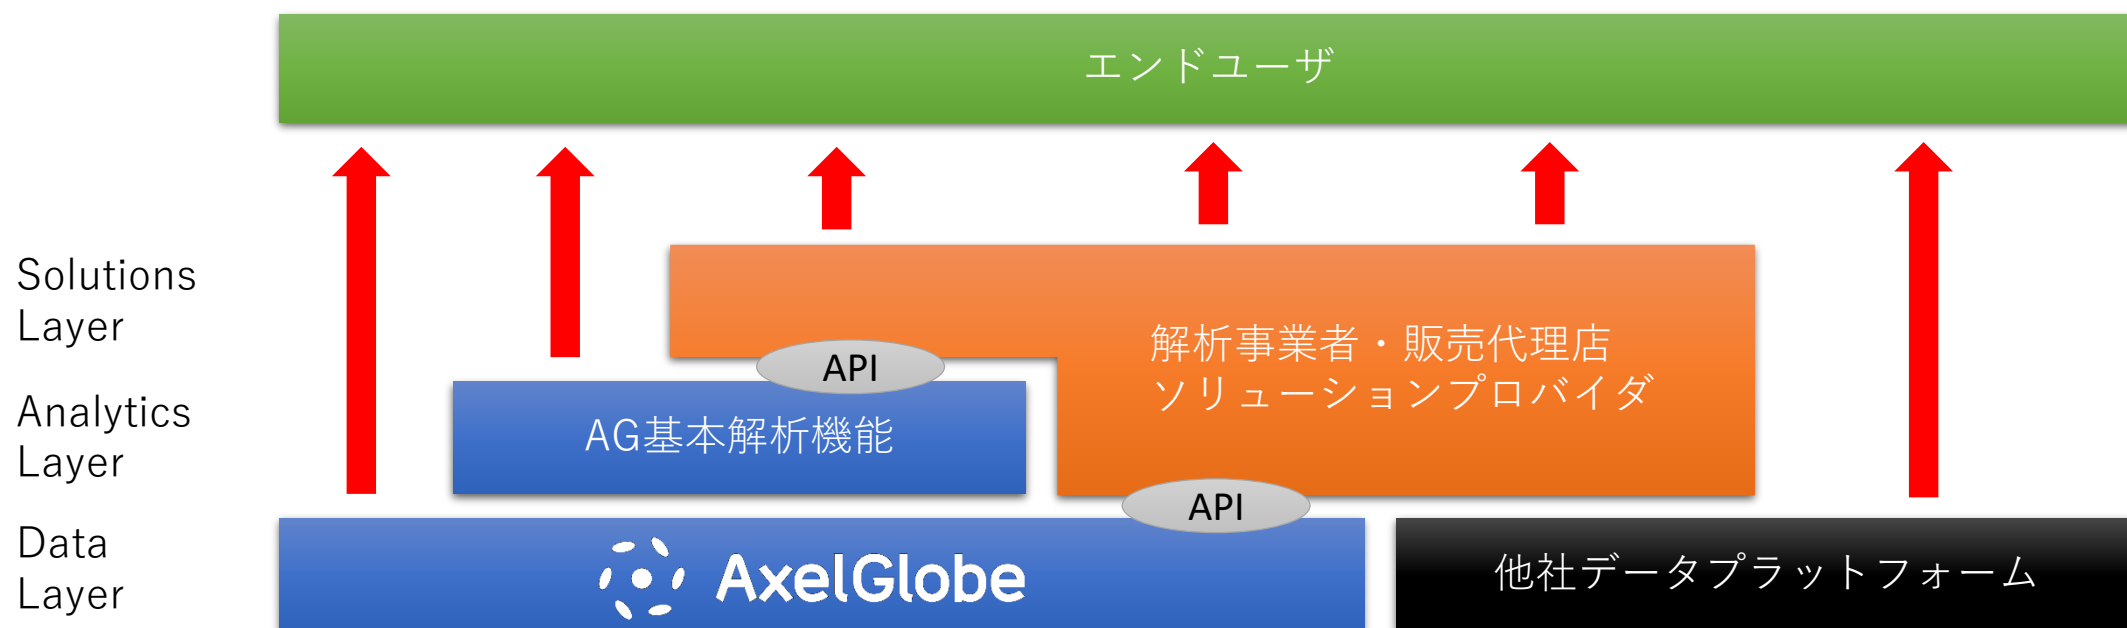 エンドユーザ
Solutions
Layer
解析事業者・販売代理店
ソリューションプロバイダ
API
Analytics
Layer
AG基本解析機能
API
Data
Layer
AxelGlobe
他社データプラットフォーム